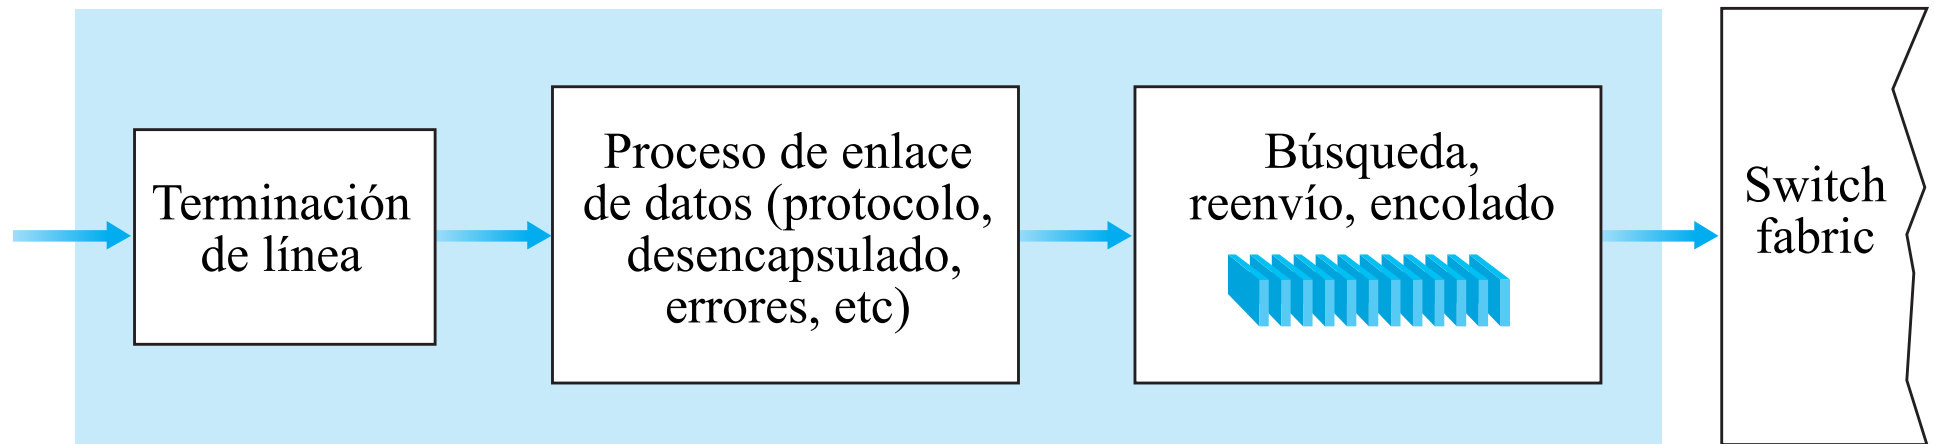 Terminación
de línea
Proceso de enlace
de datos (protocolo,
desencapsulado,
errores, etc)
Búsqueda,
reenvío, encolado
Switch
fabric